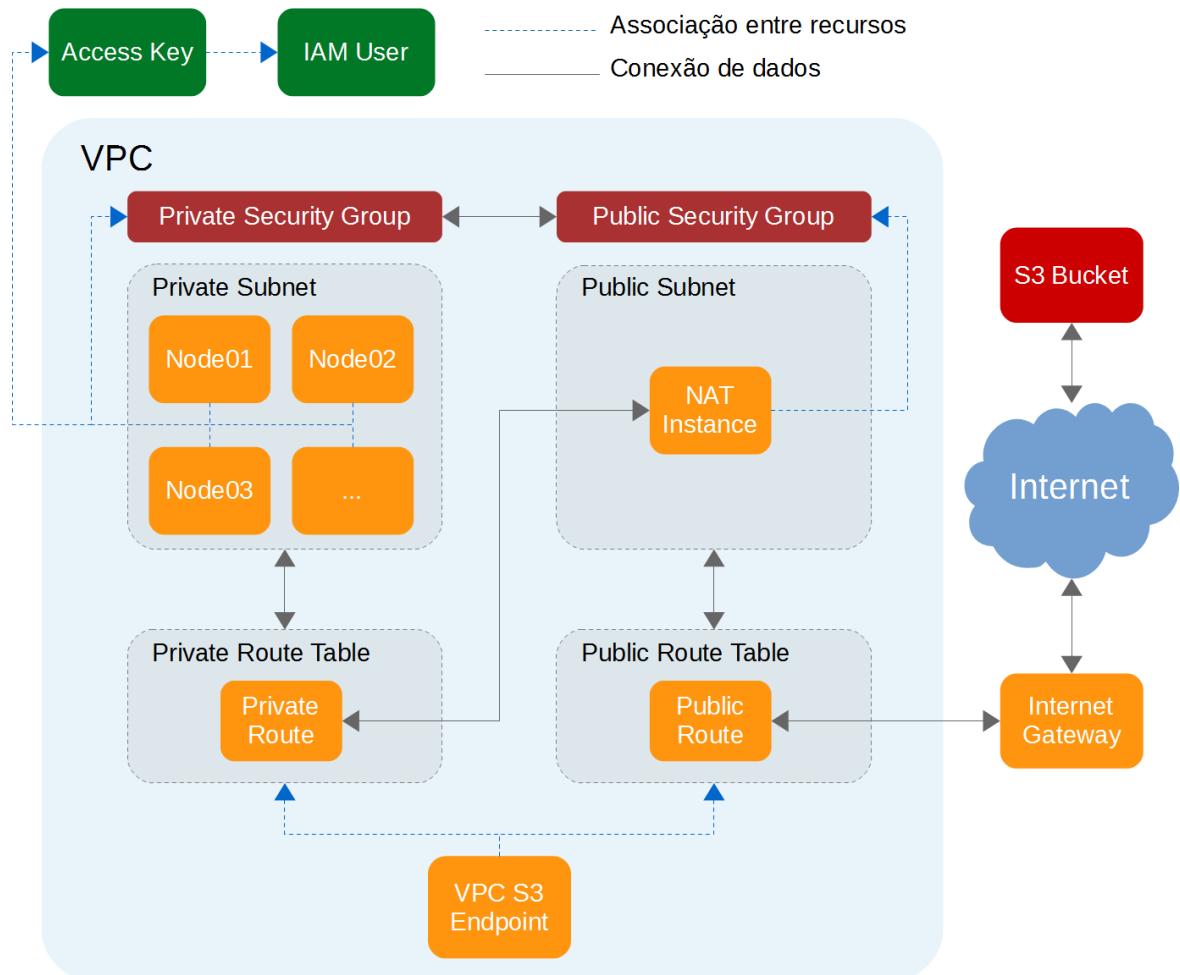 Access Key
IAM User
Associação entre recursos
Conexão de dados
VPC
Private Security Group
Public Security Group
Private Subnet
Public Subnet
S3 Bucket
Node01
Node02
NAT
Instance
Node03
...
Internet
Private Route Table
Public Route Table
Private
Route
Public
Route
Internet
Gateway
VPC S3
Endpoint